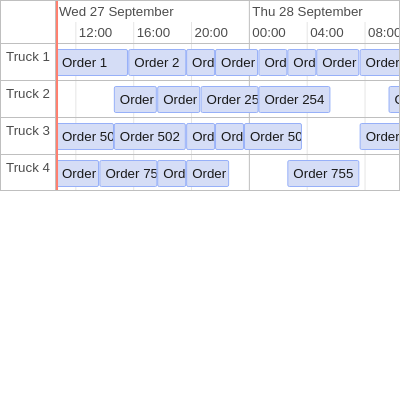 Wed 27 September Thu 28 September
12:00 16:00 20:00 00:00 04:00 08:00
Truck 1 Order 1 Order 2 Ord Order Ord Ord Order Order
Truck 2 Order Order Order 25 Order 254
Truck 3 Order 50 Order 502 Ord Ord Order 50 Order
Truck 4 Order Order 75 Ord Order Order 755